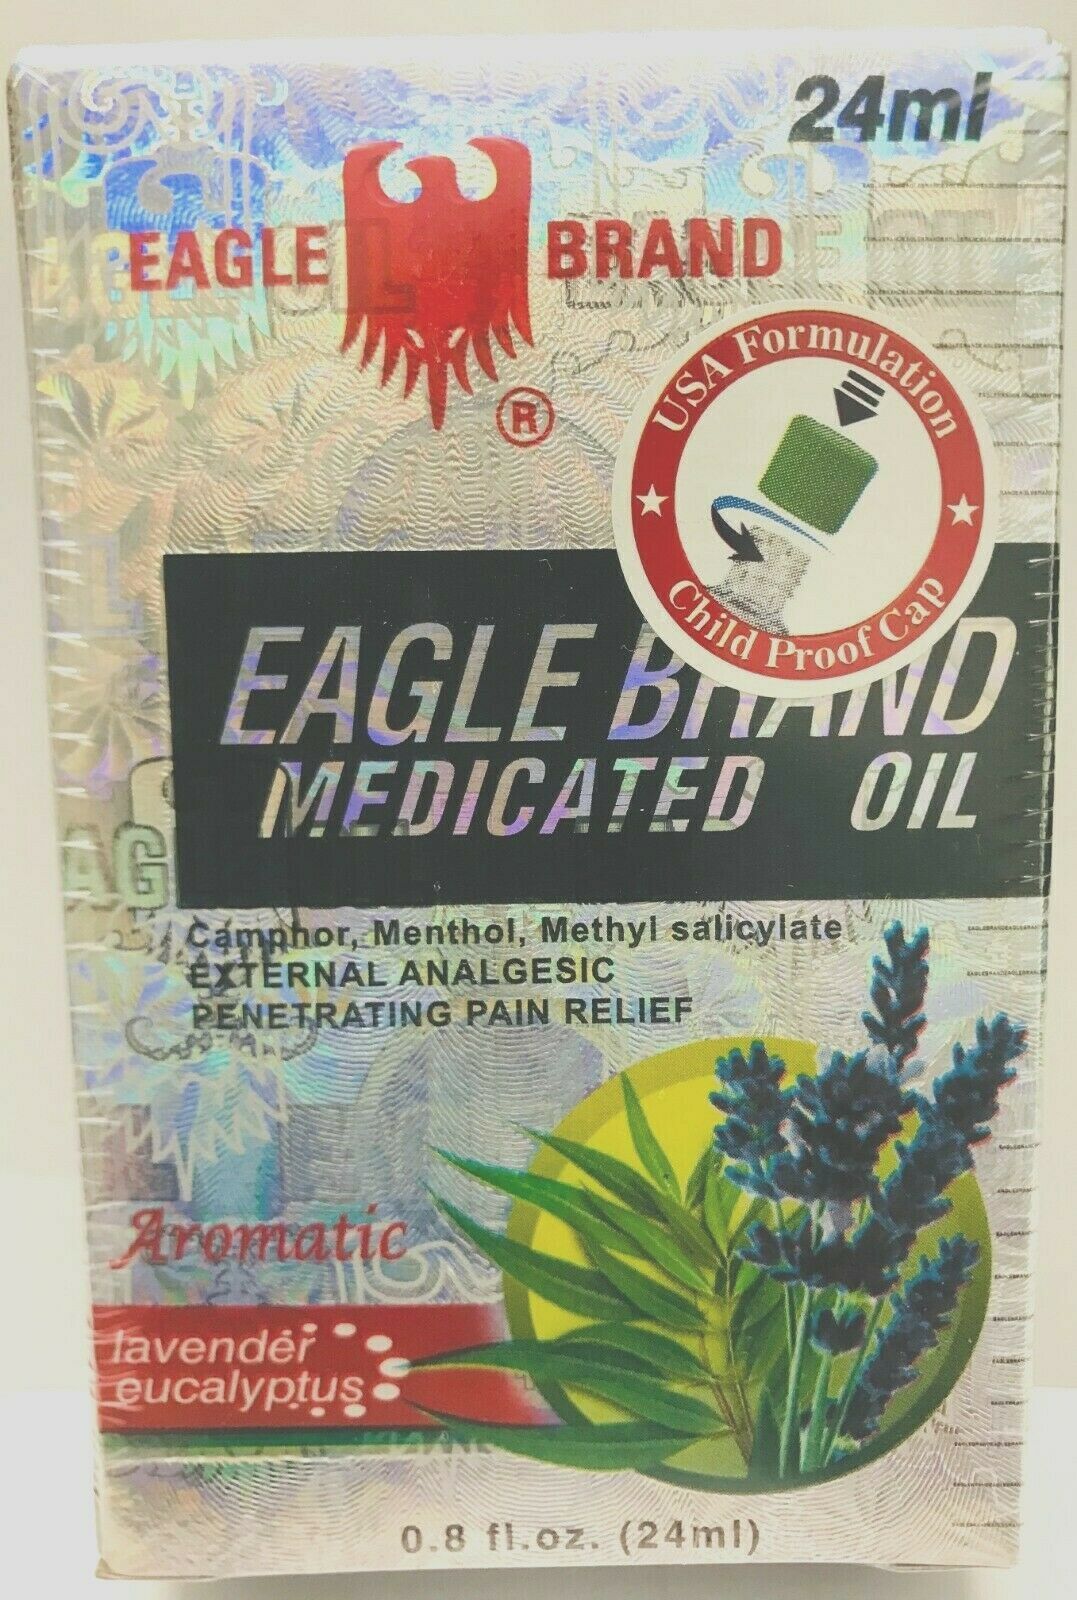 24ml
EAGLE BRAND
®
USA Formulation
Child Proof Cap
EAGLE BRAND
MEDICATED OIL
Camphor, Menthol, Methyl salicylate
EXTERNAL ANALGESIC
PENETRATING PAIN RELIEF
Aromatic
lavender
eucalyptus
0.8 fl.oz. (24ml)